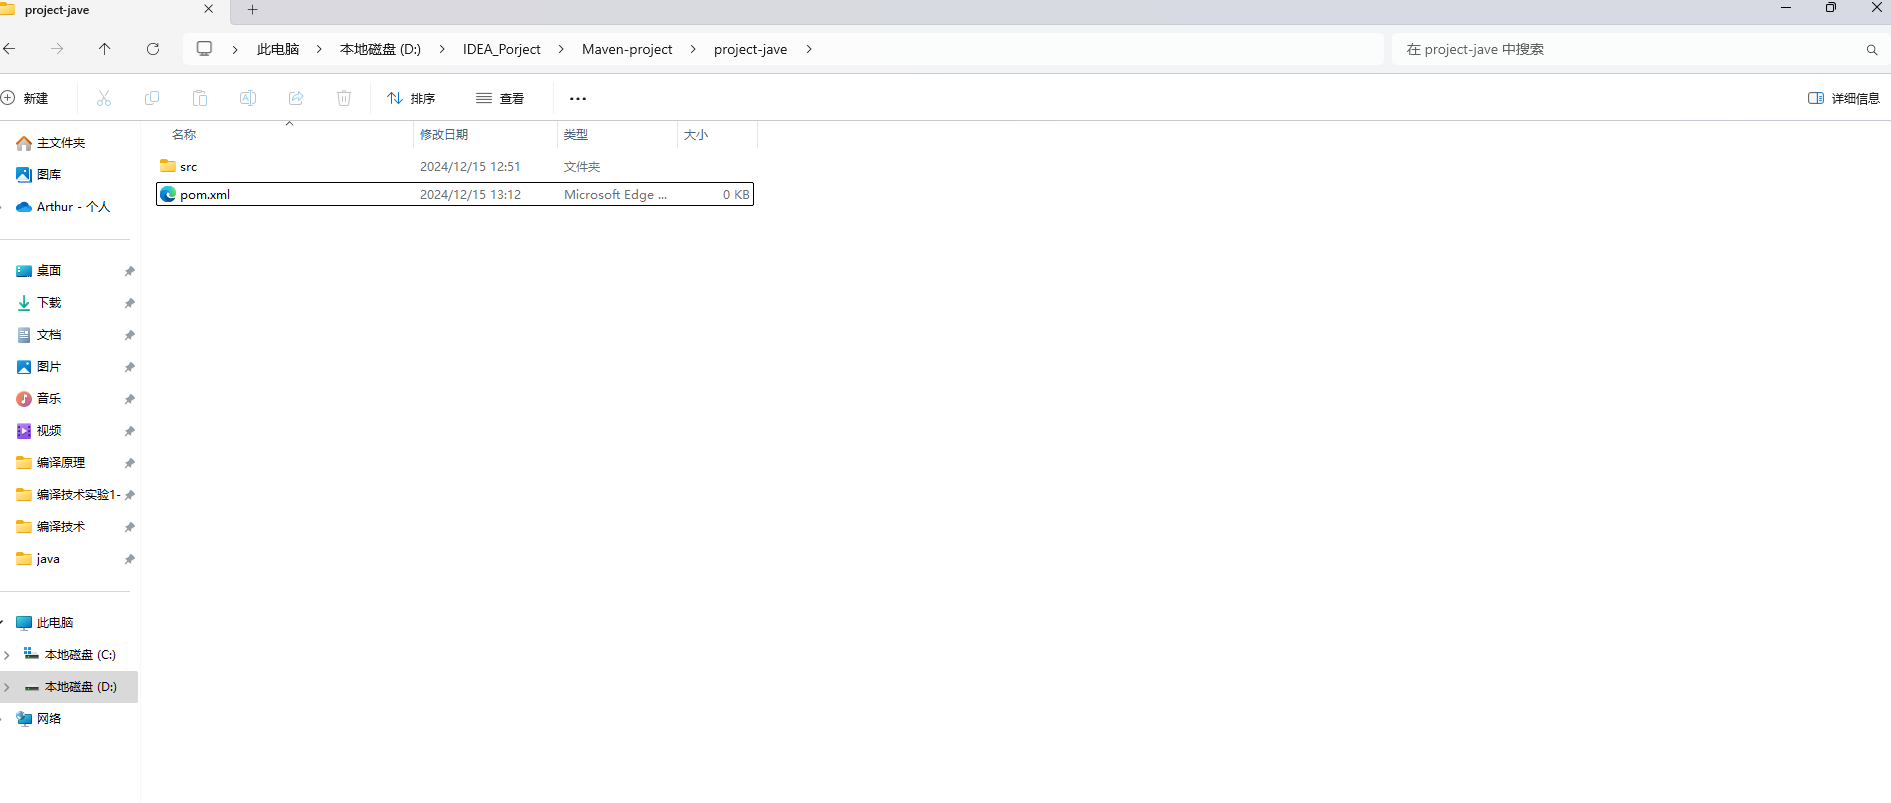 project-jave
此电脑 本地磁盘 (D:) IDEA_Porject Maven-project project-jave
在 project-jave 中搜索
新建 排序 查看 详细信息
名称 修改日期 类型 大小
src 2024/12/15 12:51 文件夹
pom.xml 2024/12/15 13:12 Microsoft Edge ... 0 KB
主文件夹
图库
Arthur - 个人
桌面
下载
文档
图片
音乐
视频
编译原理
编译技术实验1-
编译技术
java
此电脑
本地磁盘 (C:)
本地磁盘 (D:)
网络